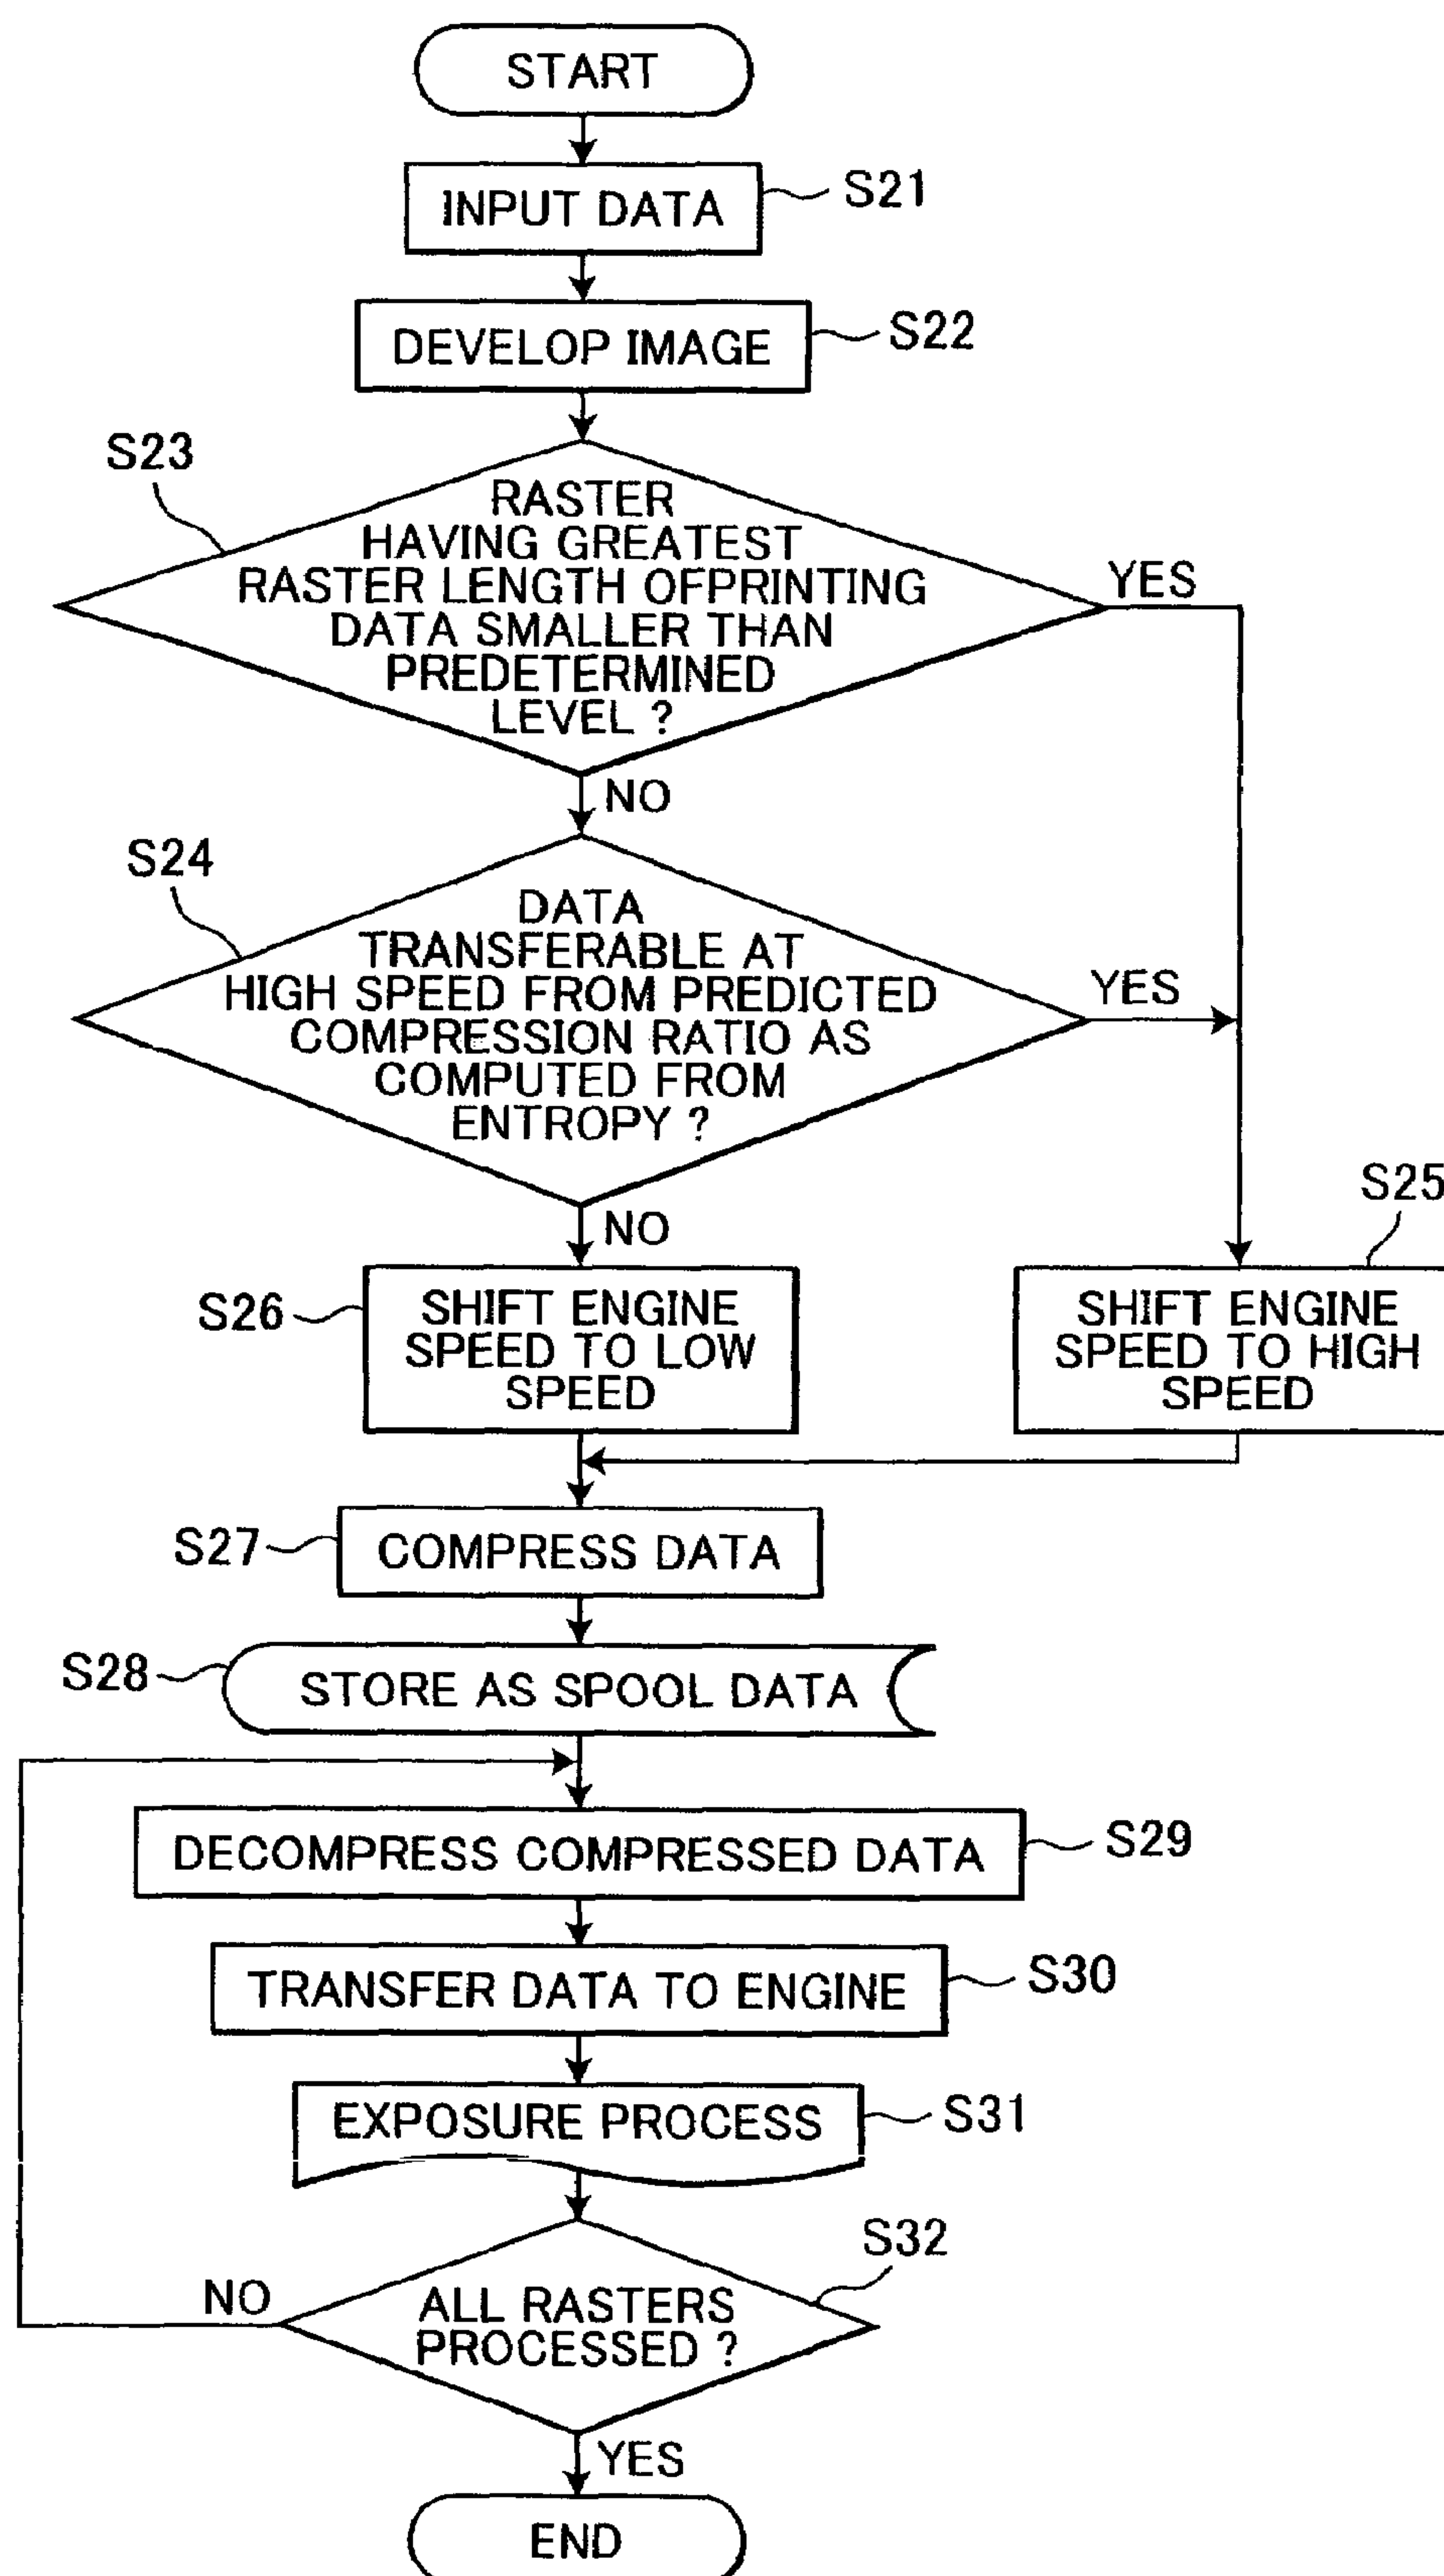 START
INPUT DATA
S21
DEVELOP IMAGE
S22
S23
RASTER
HAVING GREATEST
RASTER LENGTH OFPRINTING
DATA SMALLER THAN
PREDETERMINED
LEVEL ?
YES
NO
S24
DATA
TRANSFERABLE AT
HIGH SPEED FROM PREDICTED
COMPRESSION RATIO AS
COMPUTED FROM
ENTROPY ?
YES
NO
S25
S26
SHIFT ENGINE
SPEED TO LOW
SPEED
SHIFT ENGINE
SPEED TO HIGH
SPEED
S27
COMPRESS DATA
S28
STORE AS SPOOL DATA
DECOMPRESS COMPRESSED DATA
S29
TRANSFER DATA TO ENGINE
S30
EXPOSURE PROCESS
S31
S32
NO
ALL RASTERS
PROCESSED ?
YES
END